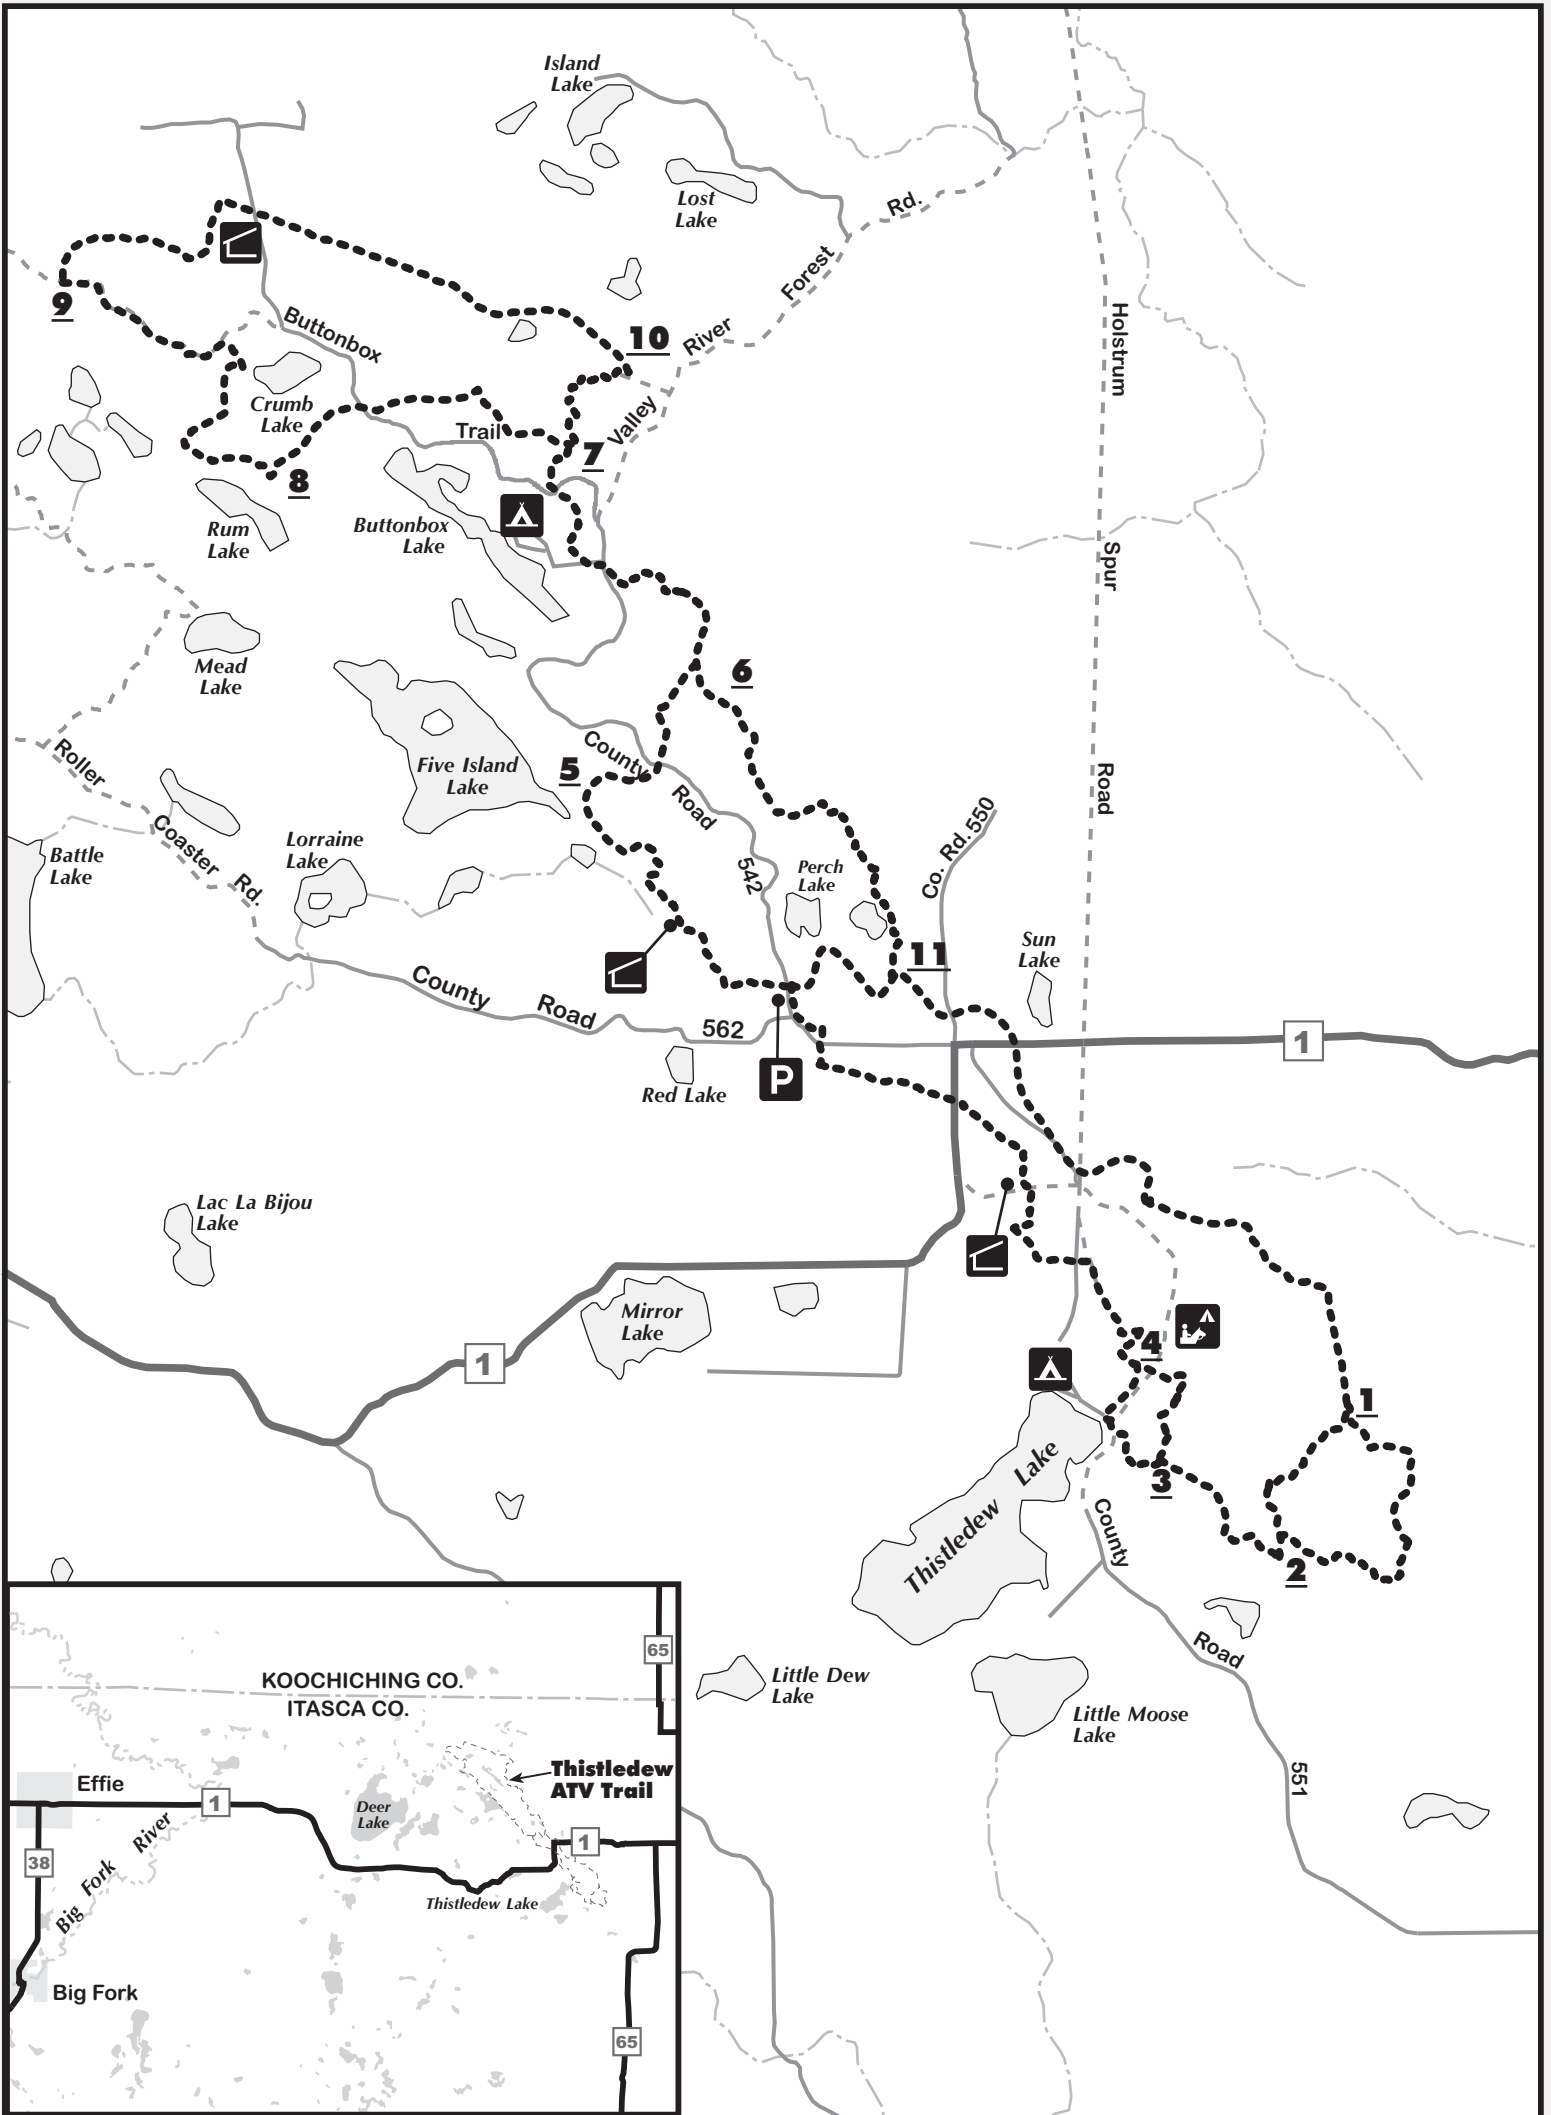 Island
Lake
Lost
Lake
Rd.
Forest
River
Valley
9
10
Buttonbox
Trail
Crumb
Lake
7
8
Rum
Lake
Buttonbox
Lake
Holstrum
Spur
Road
Mead
Lake
6
5
Five Island
Lake
County
Road
542
Roller
Coaster
Rd.
Battle
Lake
Lorraine
Lake
Perch
Lake
Co. Rd. 550
11
Sun
Lake
County
Road
562
1
Red Lake
P
Lac La Bijou
Lake
Mirror
Lake
1
4
1
3
2
Thistledew
Lake
County
Road
551
Little Dew
Lake
Little Moose
Lake
65
KOOCHICHING CO.
ITASCA CO.
Effie
1
Thistledew
ATV Trail
Deer
Lake
1
38
Big Fork River
Thistledew Lake
Big Fork
65